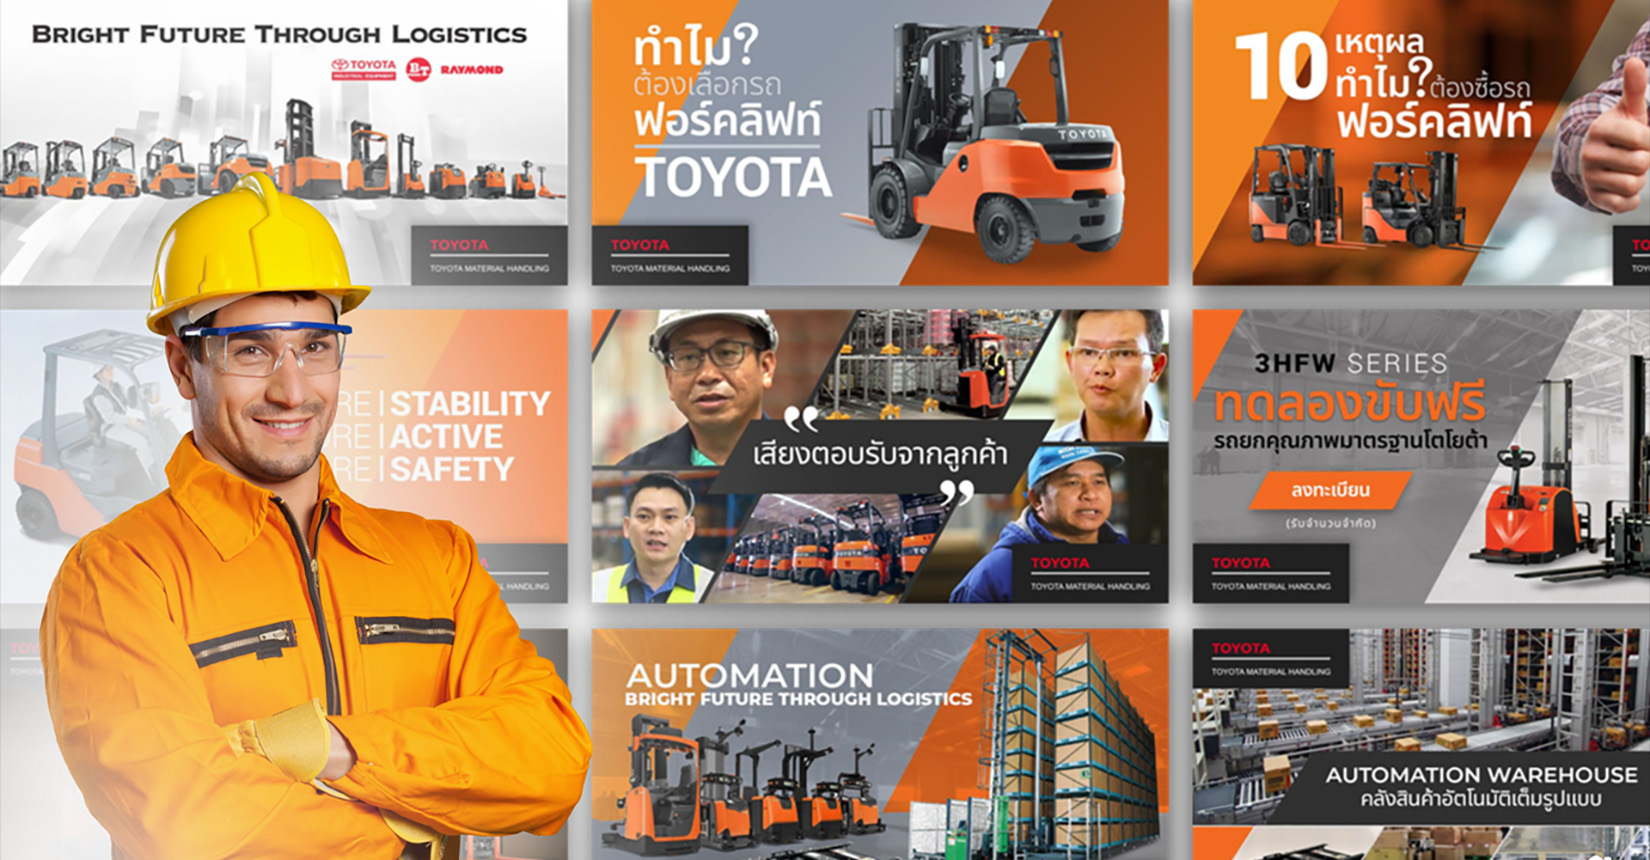 BRIGHT FUTURE THROUGH LOGISTICS
TOYOTA
INDUSTRIAL EQUIPMENT
BT
RAYMOND
TOYOTA
TOYOTA MATERIAL HANDLING
ทำไม?
ต้องเลือกรถ
ฟอร์คลิฟท์
TOYOTA
TOYOTA
TOYOTA
TOYOTA MATERIAL HANDLING
10 เหตุผล
ทำไม? ต้องซื้อรถ
ฟอร์คลิฟท์
RE | STABILITY
RE | ACTIVE
RE | SAFETY
HANDLING
“
เสียงตอบรับจากลูกค้า
”
TOYOTA
TOYOTA
TOYOTA MATERIAL HANDLING
3HFW SERIES
ทดลองขับฟรี
รถยกคุณภาพมาตรฐานโตโยต้า
ลงทะเบียน
(รับจำนวนจำกัด)
TOYOTA
TOYOTA MATERIAL HANDLING
AUTOMATION
BRIGHT FUTURE THROUGH LOGISTICS
TOYOTA
TOYOTA MATERIAL HANDLING
AUTOMATION WAREHOUSE
คลังสินค้าอัตโนมัติเต็มรูปแบบ